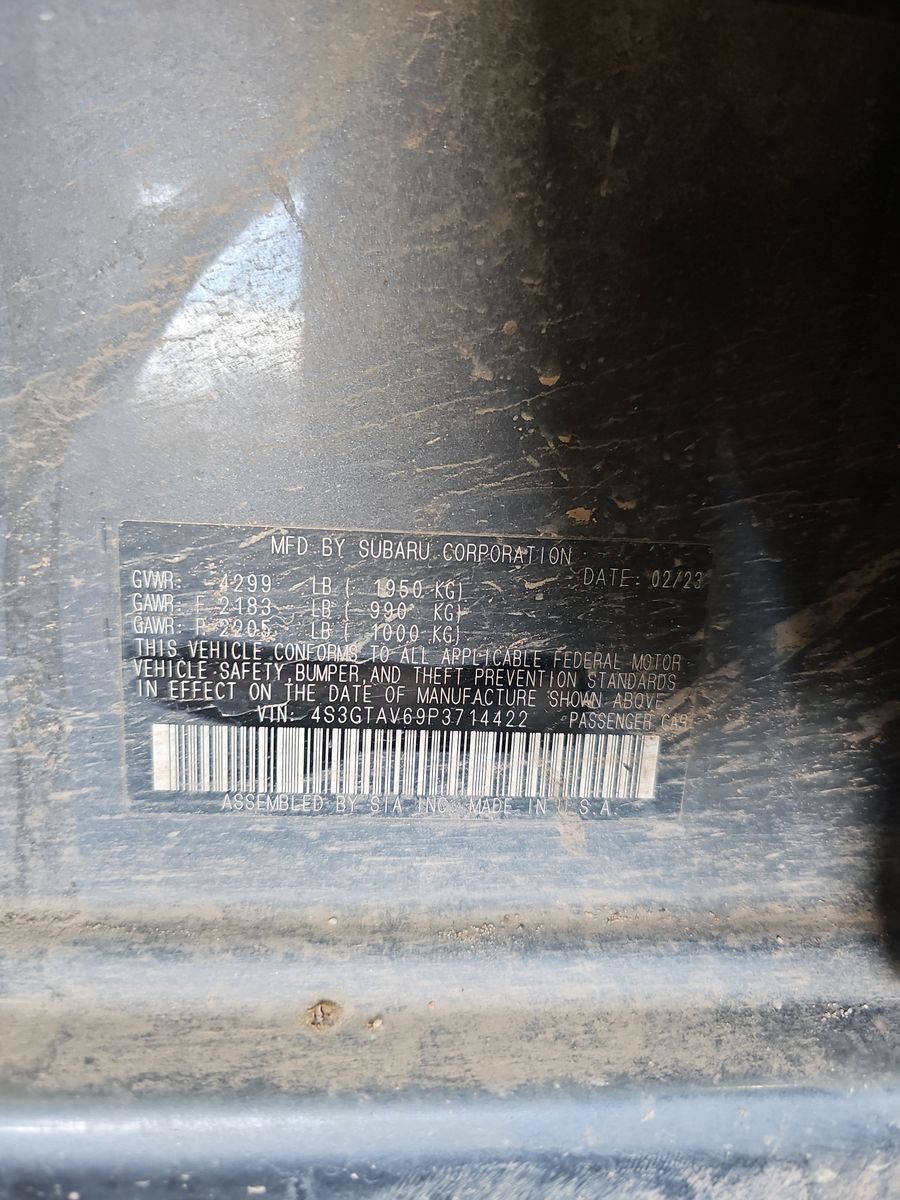 MFD BY SUBARU CORPORATION
DATE: 02/23
GVWR: 4299 LB ( 1950 KG)
GAWR: F 2183 LB ( 990 KG)
GAWR: R 2205 LB ( 1000 KG)
THIS VEHICLE CONFORMS TO ALL APPLICABLE FEDERAL MOTOR
VEHICLE SAFETY, BUMPER, AND THEFT PREVENTION STANDARDS
IN EFFECT ON THE DATE OF MANUFACTURE SHOWN ABOVE
VIN: 4S3GTAV69P3714422 PASSENGER CAR
ASSEMBLED BY SIA INC. MADE IN U.S.A.